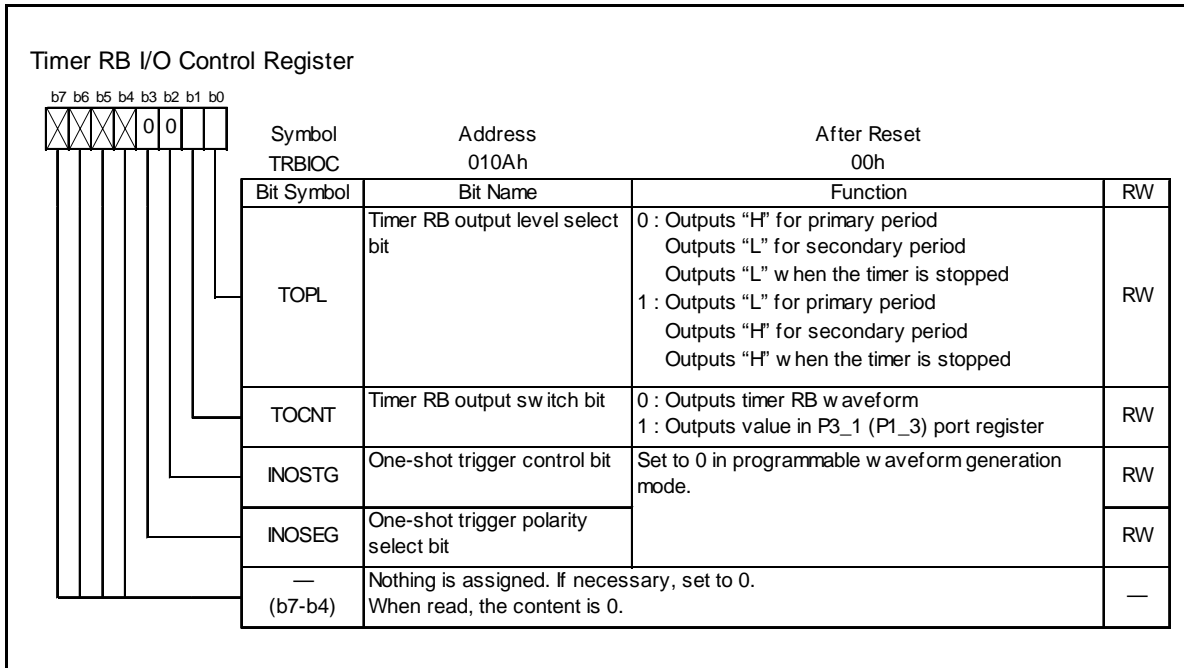 Timer RB I/O Control Register
b7 b6 b5 b4 b3 b2 b1 b0
0 0
Symbol Address After Reset
TRBIOC 010Ah 00h
Bit Symbol Bit Name Function RW
TOPL Timer RB output level select bit 0 : Outputs “H” for primary period
Outputs “L” for secondary period
Outputs “L” when the timer is stopped
1 : Outputs “L” for primary period
Outputs “H” for secondary period
Outputs “H” when the timer is stopped RW
TOCNT Timer RB output switch bit 0 : Outputs timer RB waveform
1 : Outputs value in P3_1 (P1_3) port register RW
INOSTG One-shot trigger control bit Set to 0 in programmable waveform generation
mode. RW
INOSEG One-shot trigger polarity
select bit RW
—
(b7-b4) Nothing is assigned. If necessary, set to 0.
When read, the content is 0. —